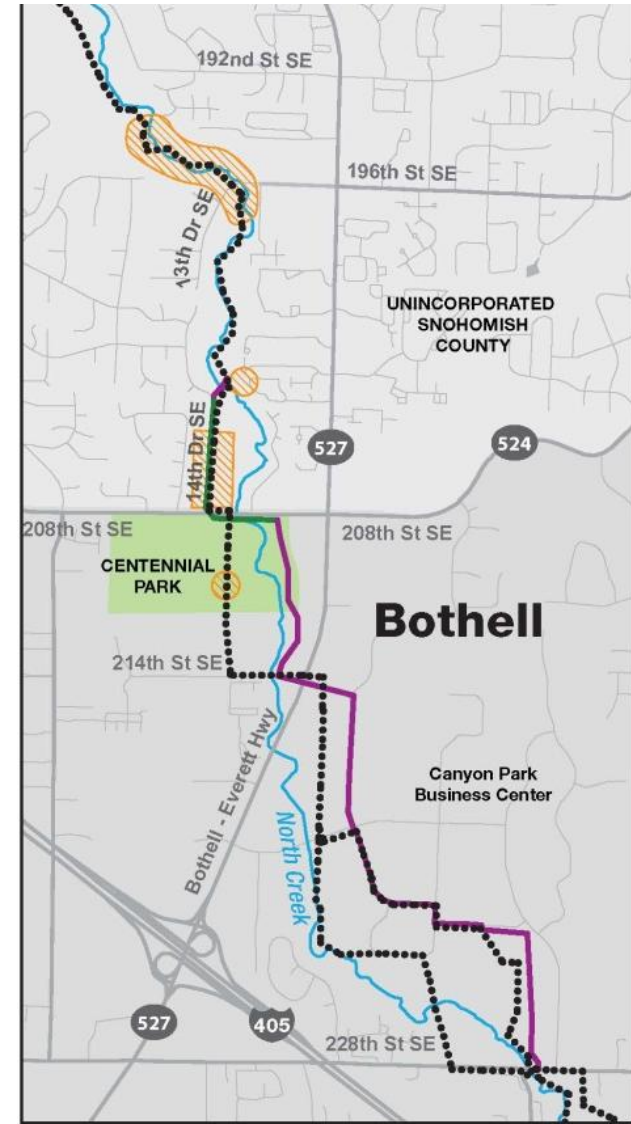 192nd St SE
196th St SE
13th Dr SE
UNINCORPORATED
SNOHOMISH
COUNTY
14th Dr SE
527
524
208th St SE
208th St SE
CENTENNIAL
PARK
Bothell
214th St SE
Bothell - Everett Hwy
Canyon Park
Business Center
North Creek
527
405
228th St SE